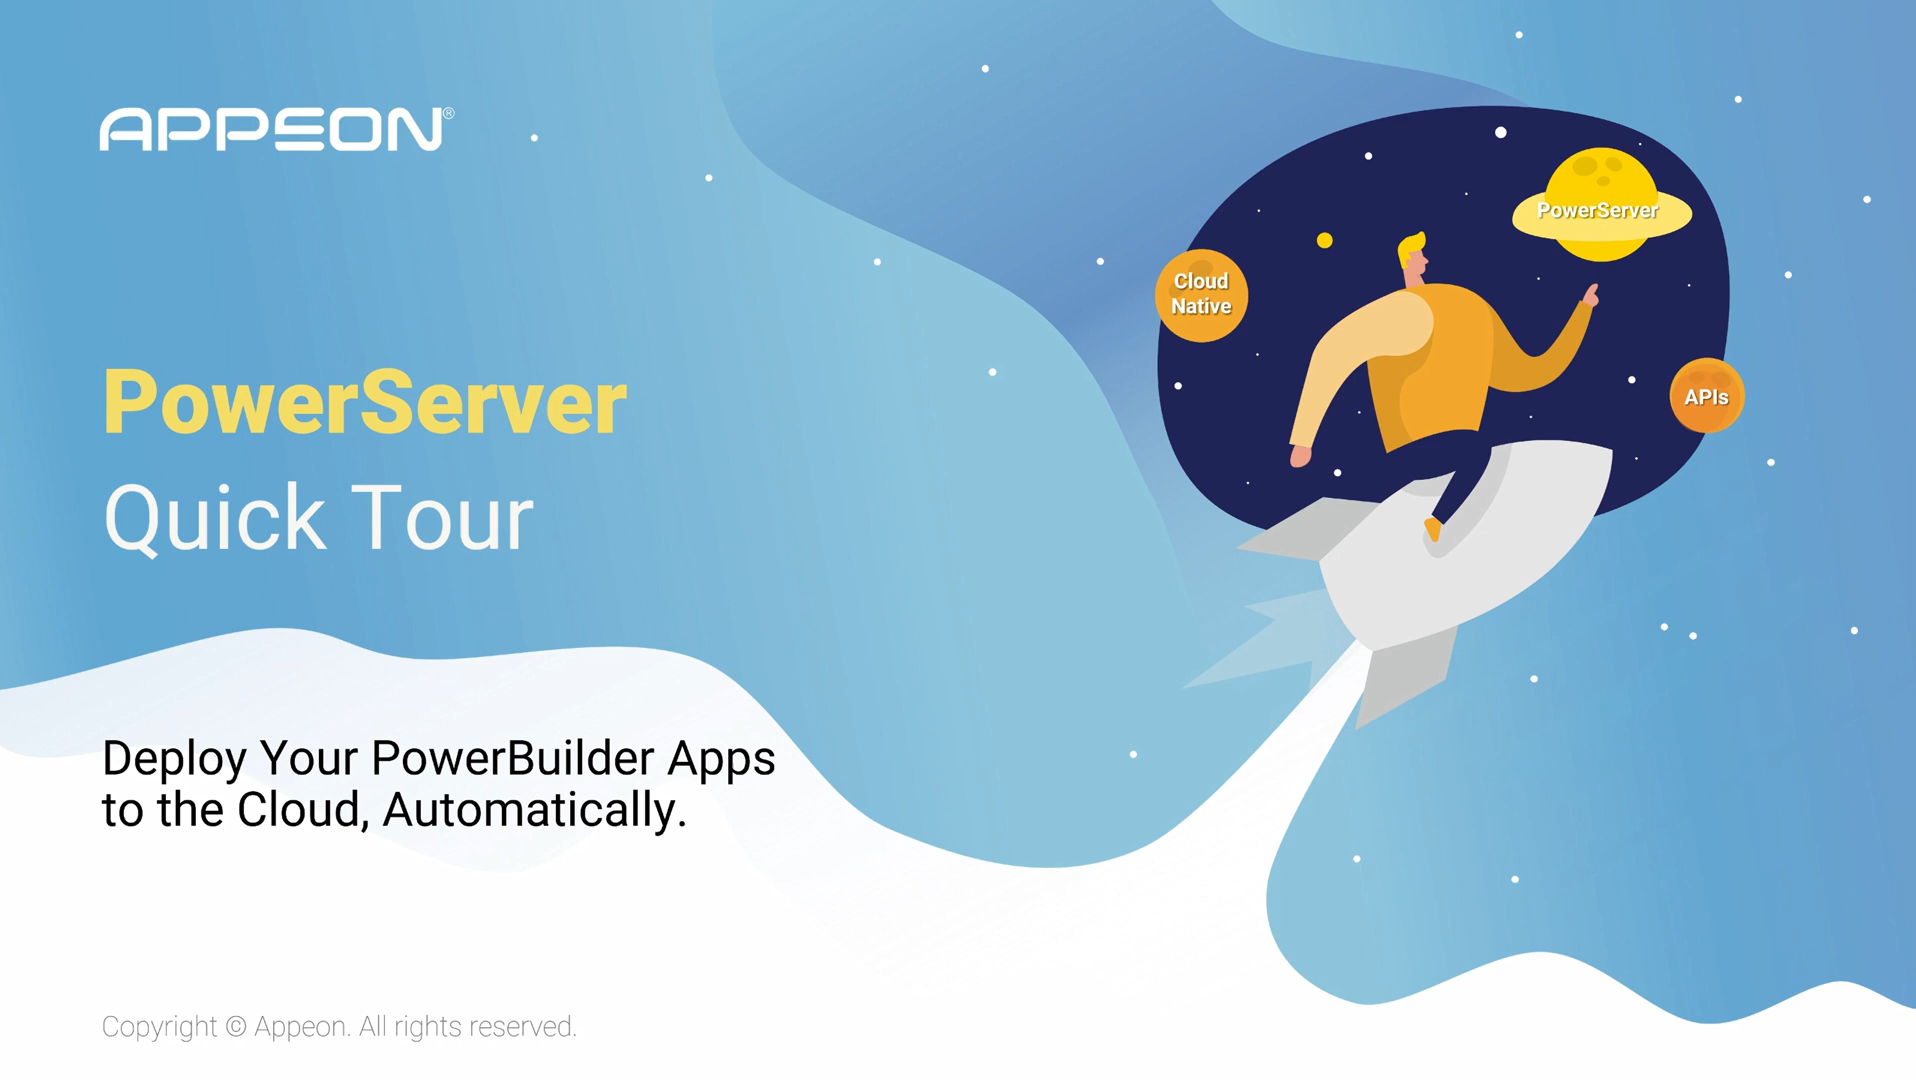 APPEON®
PowerServer
Quick Tour
Deploy Your PowerBuilder Apps
to the Cloud, Automatically.
Copyright © Appeon. All rights reserved.
PowerServer
Cloud
Native
APIs